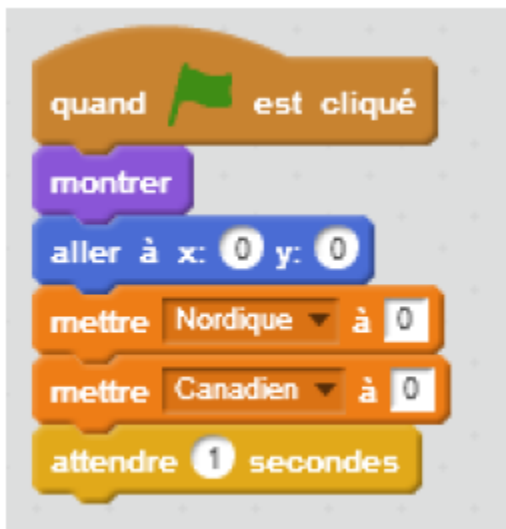 quand est cliqué
montrer
aller à x: 0 y: 0
mettre Nordique à 0
mettre Canadien à 0
attendre 1 secondes